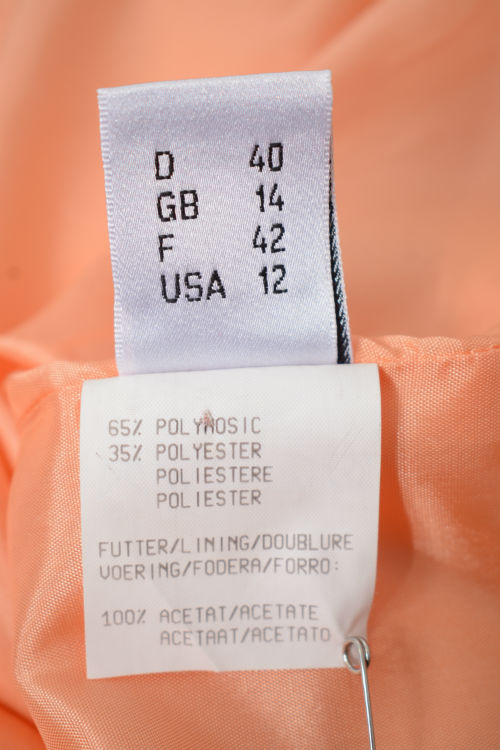 D 40
GB 14
F 42
USA 12
65% POLYNOSIC
35% POLYESTER
POLIESTERE
POLIESTER
FUTTER/LINING/DOUBLURE
VOERING/FODERA/FORRO:
100% ACETAT/ACETATE
ACETAAT/ACETATO